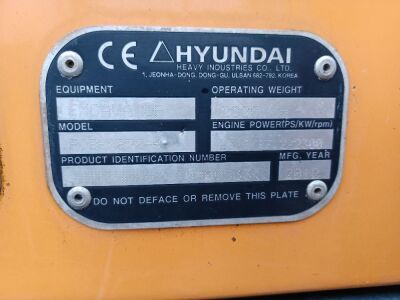 CE HYUNDAI
HEAVY INDUSTRIES CO., LTD.
1, JEONHA-DONG, DONG-GU, ULSAN 682-792, KOREA
EQUIPMENT OPERATING WEIGHT
MODEL ENGINE POWER(PS/KW/rpm)
PRODUCT IDENTIFICATION NUMBER MFG. YEAR
DO NOT DEFACE OR REMOVE THIS PLATE